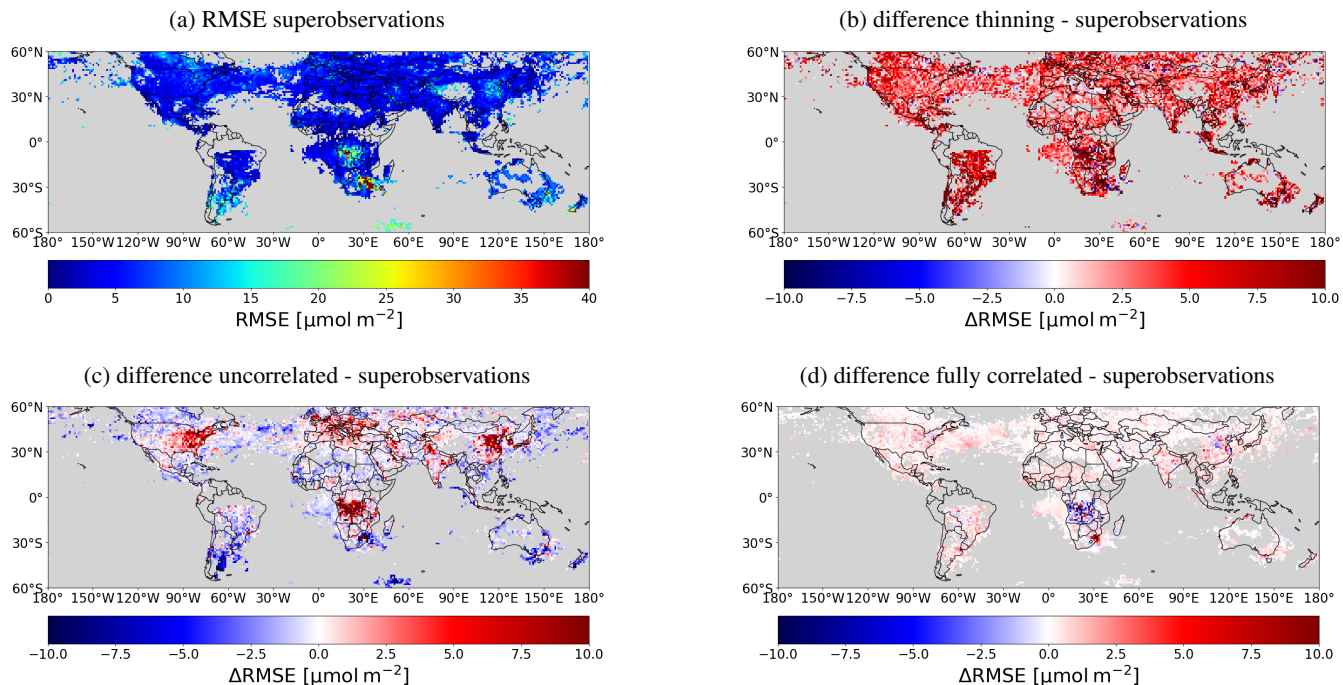 (a) RMSE superobservations
60°N
30°N
0°
30°S
60°S
180° 150°W 120°W 90°W 60°W 30°W 0° 30°E 60°E 90°E 120°E 150°E 180°
0 5 10 15 20 25 30 35 40
RMSE [µmol m⁻²]
(b) difference thinning - superobservations
60°N
30°N
0°
30°S
60°S
180° 150°W 120°W 90°W 60°W 30°W 0° 30°E 60°E 90°E 120°E 150°E 180°
−10.0 −7.5 −5.0 −2.5 0.0 2.5 5.0 7.5 10.0
ΔRMSE [µmol m⁻²]
(c) difference uncorrelated - superobservations
60°N
30°N
0°
30°S
60°S
180° 150°W 120°W 90°W 60°W 30°W 0° 30°E 60°E 90°E 120°E 150°E 180°
−10.0 −7.5 −5.0 −2.5 0.0 2.5 5.0 7.5 10.0
ΔRMSE [µmol m⁻²]
(d) difference fully correlated - superobservations
60°N
30°N
0°
30°S
60°S
180° 150°W 120°W 90°W 60°W 30°W 0° 30°E 60°E 90°E 120°E 150°E 180°
−10.0 −7.5 −5.0 −2.5 0.0 2.5 5.0 7.5 10.0
ΔRMSE [µmol m⁻²]